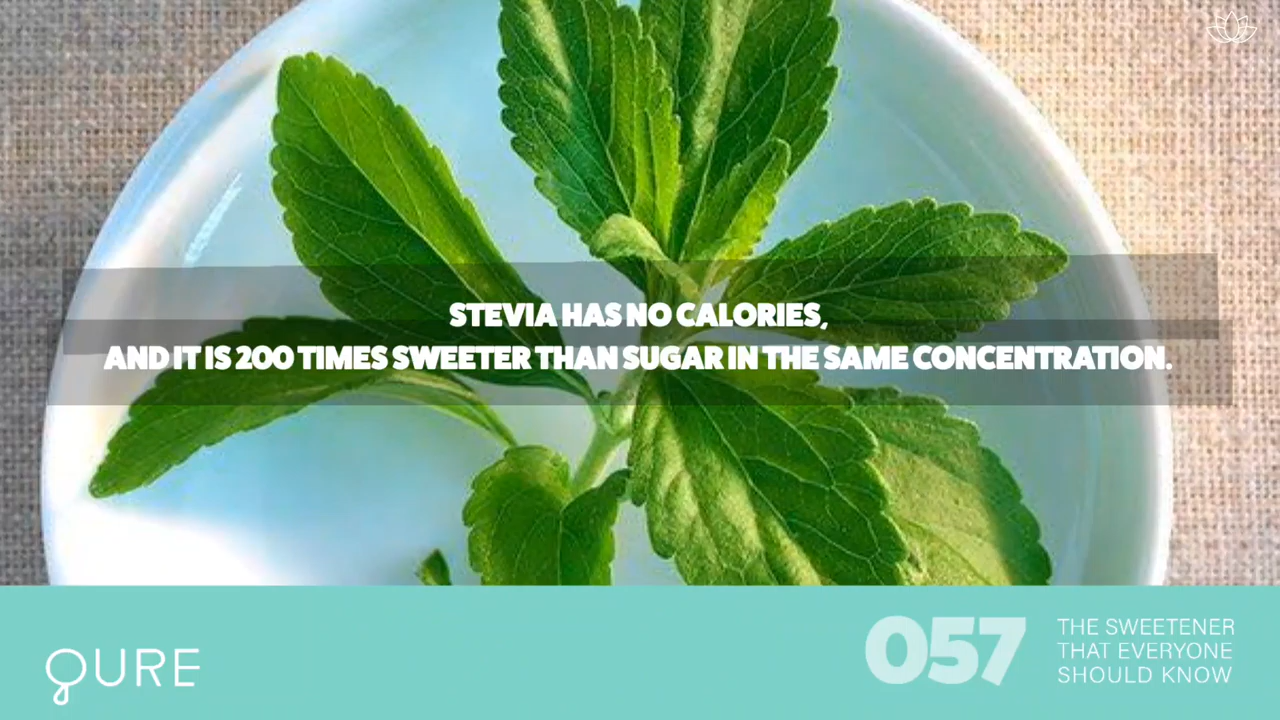 STEVIA HAS NO CALORIES,
AND IT IS 200 TIMES SWEETER THAN SUGAR IN THE SAME CONCENTRATION.
QURE
057
THE SWEETENER
THAT EVERYONE
SHOULD KNOW